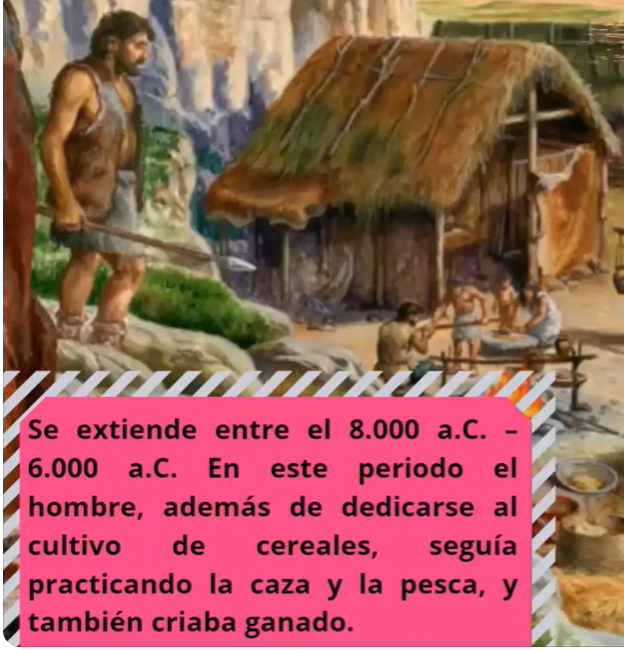 Se extiende entre el 8.000 a.C. –
6.000 a.C. En este periodo el
hombre, además de dedicarse al
cultivo de cereales, seguía
practicando la caza y la pesca, y
también criaba ganado.